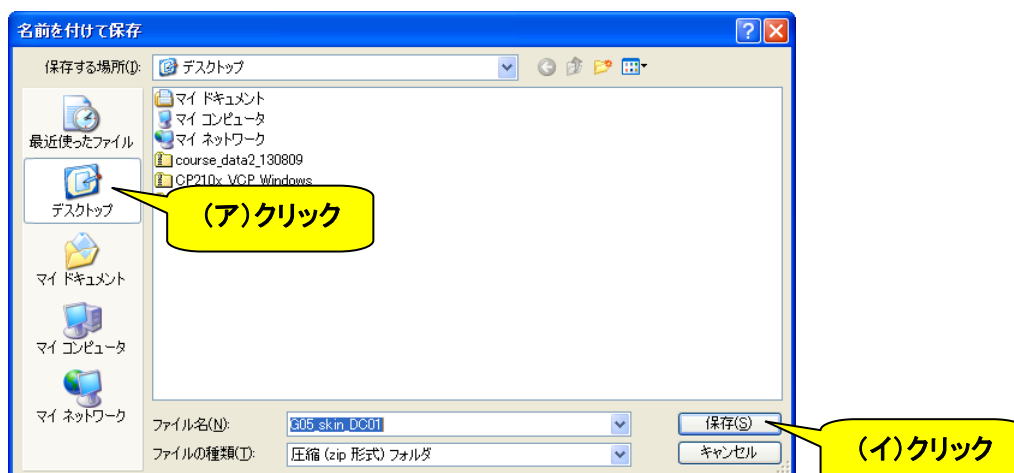 名前を付けて保存
保存する場所(I):
デスクトップ
最近使ったファイル
デスクトップ
マイ ドキュメント
マイ コンピュータ
マイ ネットワーク
マイ ドキュメント
マイ コンピュータ
マイ ネットワーク
course_data2_130809
CP210x_VCP_Windows
(ア)クリック
ファイル名(N):
G05_skin_DC01
保存(S)
ファイルの種類(T):
圧縮 (zip 形式) フォルダ
キャンセル
(イ)クリック